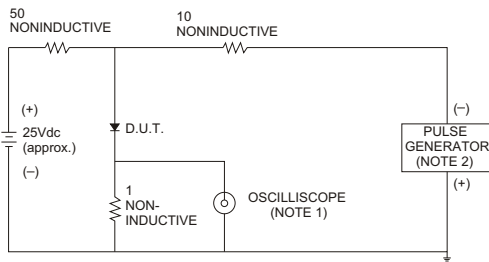 50
NONINDUCTIVE
10
NONINDUCTIVE
(+)
25Vdc
(approx.)
(–)
D.U.T.
1
NON-
INDUCTIVE
OSCILLISCOPE
(NOTE 1)
(–)
PULSE
GENERATOR
(NOTE 2)
(+)